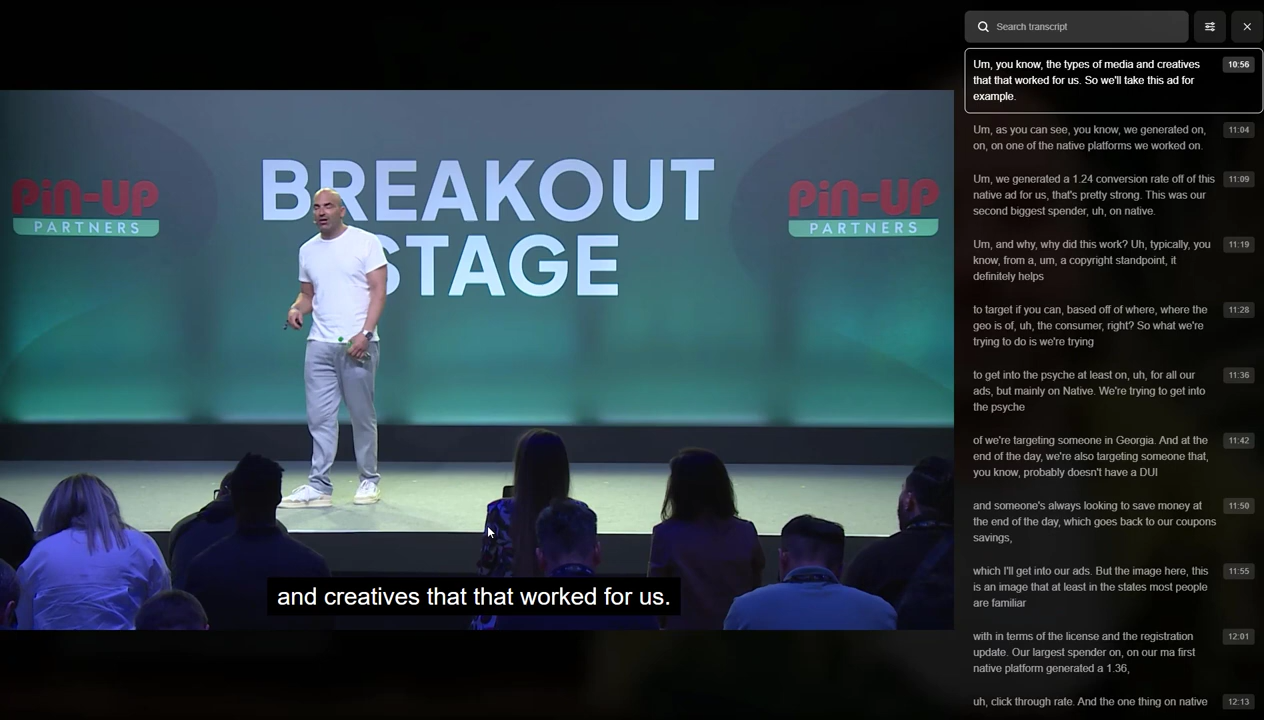 BREAKOUT
STAGE
PiN-UP
PARTNERS
PiN-UP
PARTNERS
and creatives that that worked for us.
Search transcript
Um, you know, the types of media and creatives
that that worked for us. So we'll take this ad for
example.
10:56
Um, as you can see, you know, we generated on,
on, on one of the native platforms we worked on.
11:04
Um, we generated a 1.24 conversion rate off of this
native ad for us, that's pretty strong. This was our
second biggest spender, uh, on native.
11:09
Um, and why, why did this work? Uh, typically, you
know, from a, um, a copyright standpoint, it
definitely helps
11:19
to target if you can, based off of where, where the
geo is of, uh, the consumer, right? So what we're
trying to do is we're trying
11:28
to get into the psyche at least on, uh, for all our
ads, but mainly on Native. We're trying to get into
the psyche
11:36
of we're targeting someone in Georgia. And at the
end of the day, we're also targeting someone that,
you know, probably doesn't have a DUI
11:42
and someone's always looking to save money at
the end of the day, which goes back to our coupons
savings,
11:50
which I'll get into our ads. But the image here, this
is an image that at least in the states most people
are familiar
11:55
with in terms of the license and the registration
update. Our largest spender on, on our ma first
native platform generated a 1.36,
12:01
uh, click through rate. And the one thing on native
12:13